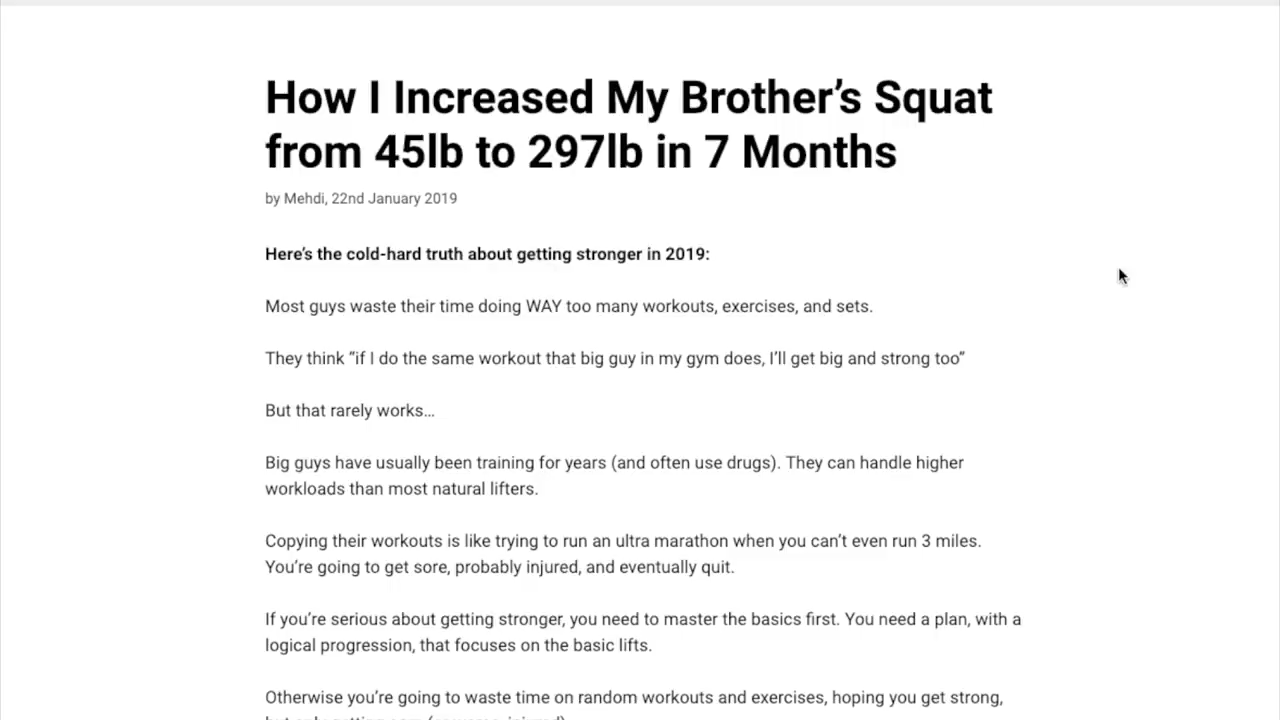 How I Increased My Brother’s Squat
from 45lb to 297lb in 7 Months
by Mehdi, 22nd January 2019
Here’s the cold-hard truth about getting stronger in 2019:
Most guys waste their time doing WAY too many workouts, exercises, and sets.
They think “if I do the same workout that big guy in my gym does, I’ll get big and strong too”
But that rarely works…
Big guys have usually been training for years (and often use drugs). They can handle higher
workloads than most natural lifters.
Copying their workouts is like trying to run an ultra marathon when you can’t even run 3 miles.
You’re going to get sore, probably injured, and eventually quit.
If you’re serious about getting stronger, you need to master the basics first. You need a plan, with a
logical progression, that focuses on the basic lifts.
Otherwise you’re going to waste time on random workouts and exercises, hoping you get strong,